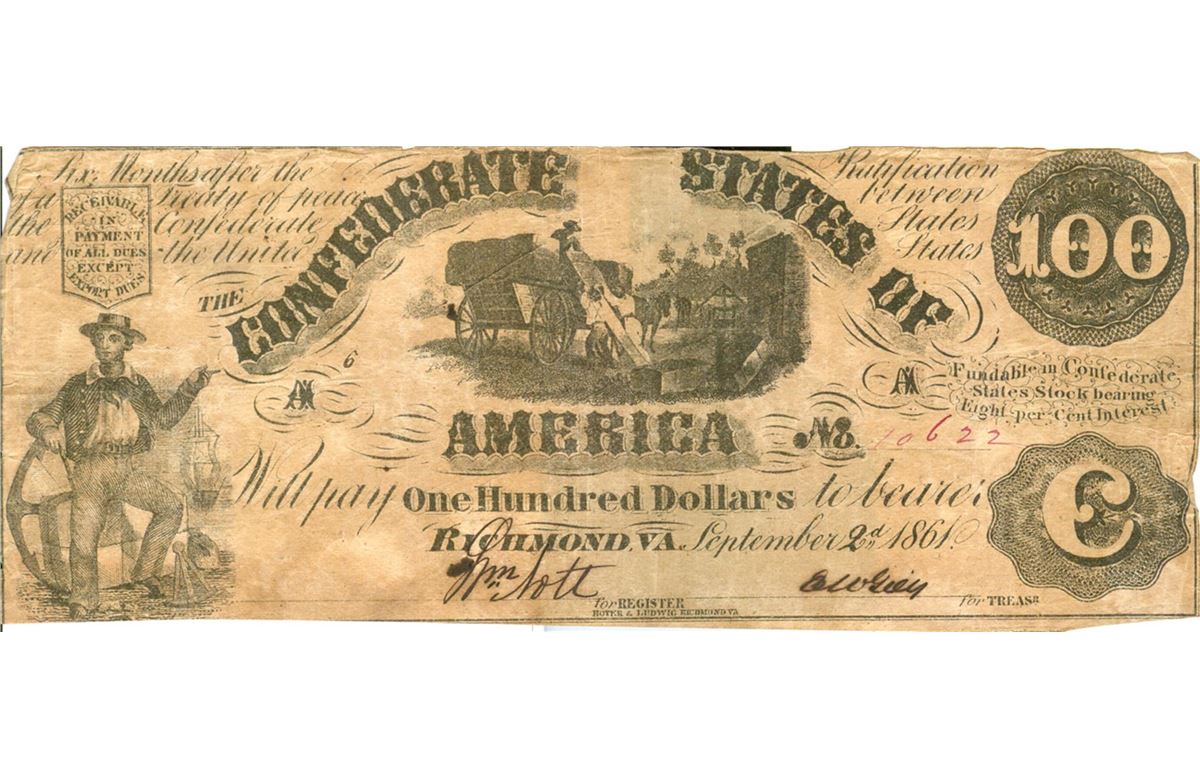 Six Months after the Ratification
of a Treaty of peace between
the Confederate States
and the United States
RECEIVABLE
IN
PAYMENT
OF ALL DUES
EXCEPT
EXPORT DUES
THE
CONFEDERATE STATES OF
AMERICA
100
6
No. 10622
Fundable in Confederate
States Stock bearing
Eight per Cent Interest
Will pay One Hundred Dollars to bearer
RICHMOND, VA. September 2d 1861.
C
Wm Nott
for REGISTER
for TREASR
HOYER & LUDWIG RICHMOND VA